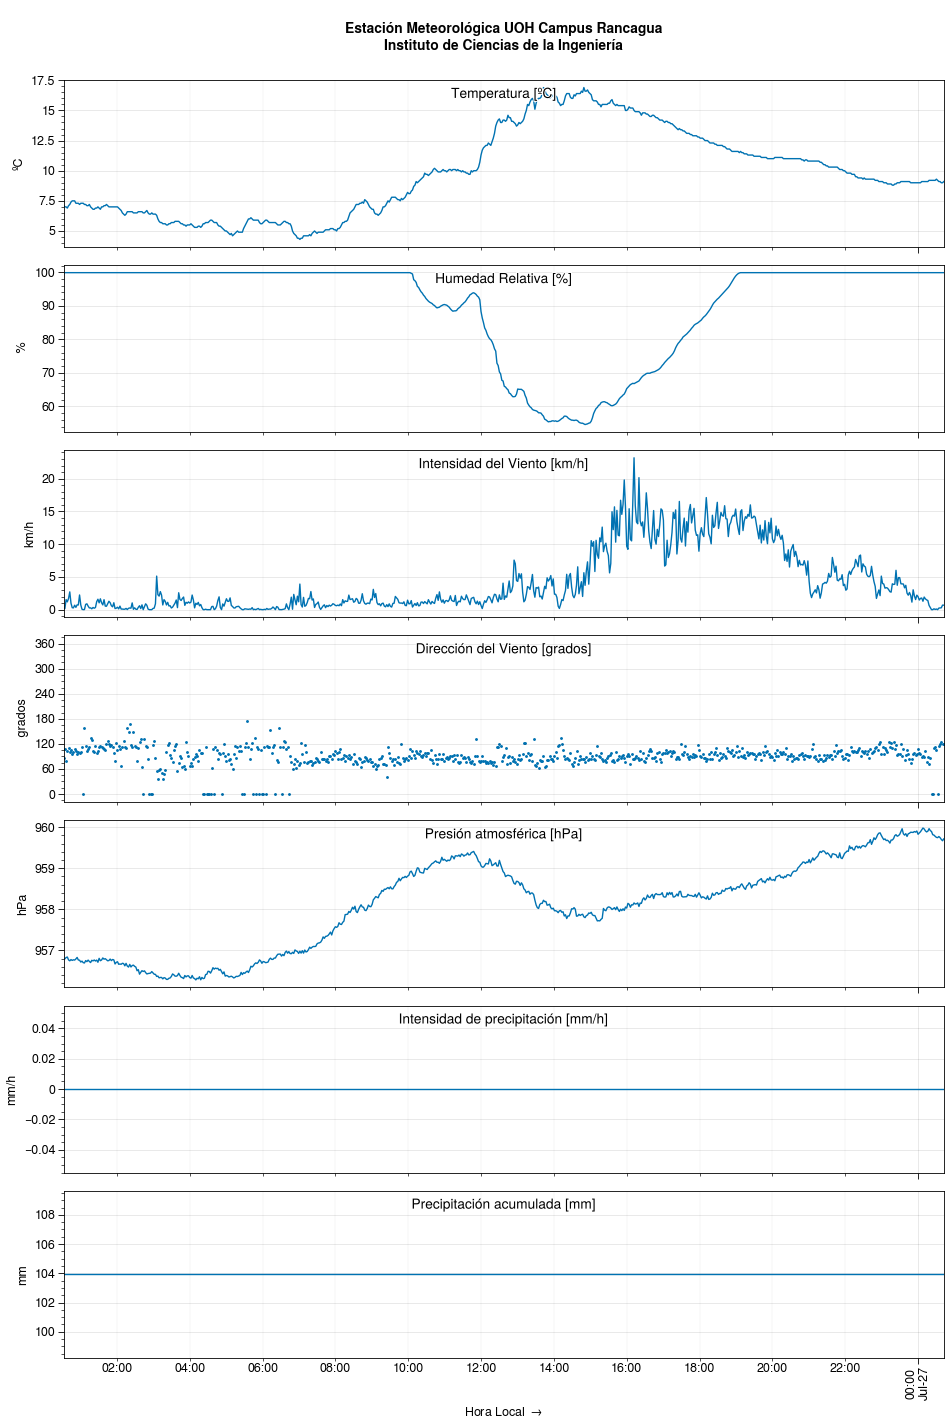 Estación Meteorológica UOH Campus Rancagua
Instituto de Ciencias de la Ingeniería
Temperatura [ºC]
ºC
17.5
15
12.5
10
7.5
5
Humedad Relativa [%]
%
100
90
80
70
60
Intensidad del Viento [km/h]
km/h
20
15
10
5
0
Dirección del Viento [grados]
grados
360
300
240
180
120
60
0
Presión atmosférica [hPa]
hPa
960
959
958
957
Intensidad de precipitación [mm/h]
mm/h
0.04
0.02
0
−0.02
−0.04
Precipitación acumulada [mm]
mm
108
106
104
102
100
02:00 04:00 06:00 08:00 10:00 12:00 14:00 16:00 18:00 20:00 22:00
00:00
Jul-27
Hora Local →